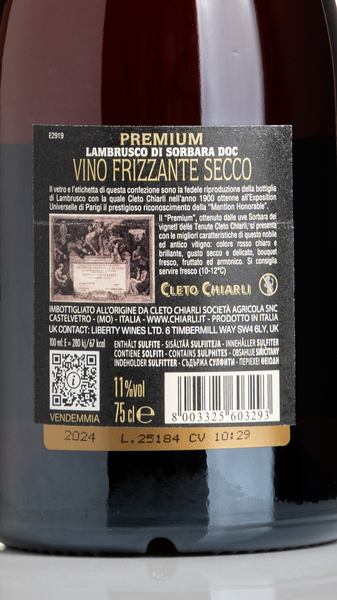 E2919
PREMIUM
LAMBRUSCO DI SORBARA DOC
VINO FRIZZANTE SECCO
Il vetro e l'etichetta di questa confezione sono la fedele riproduzione della bottiglia
di Lambrusco con la quale Cleto Chiarli nell'anno 1900 ottenne all'Exposition
Universelle di Parigi il prestigioso riconoscimento della "Mention Honorable".
Il "Premium", ottenuto dalle uve Sorbara dei
vigneti delle Tenute Cleto Chiarli, si presenta
con le migliori caratteristiche di questo nobile
ed antico vitigno: colore rosso chiaro e
brillante, gusto secco e delicato, bouquet
fresco, fruttato ed armonico. Si consiglia
servire fresco (10-12°C)
CLETO CHIARLI
IMBOTTIGLIATO ALL'ORIGINE DA CLETO CHIARLI SOCIETÀ AGRICOLA SNC
CASTELVETRO - (MO) - ITALIA - WWW.CHIARLI.IT - PRODOTTO IN ITALIA
UK CONTACT: LIBERTY WINES LTD. 6 TIMBERMILL WAY SW4 6LY, UK
100 ml: E = 280 kj/67 kcal
ENTHÄLT SULFITE - SISÄLTÄÄ SULFIITTEJA - INNEHÅLLER SULFITER
CONTIENE SOLFITI - CONTAINS SULPHITES - OBSAHUJE SIŘIČITANY
INDEHOLDER SULFITTER - СЪДЪРЖА СУЛФИТИ - ΠΕΡΙΕΧΕΙ ΘΕΙΩΔΗ
11%vol
75 cl e
8 003325 603293
VENDEMMIA
2024 L.25184 CV 10:29